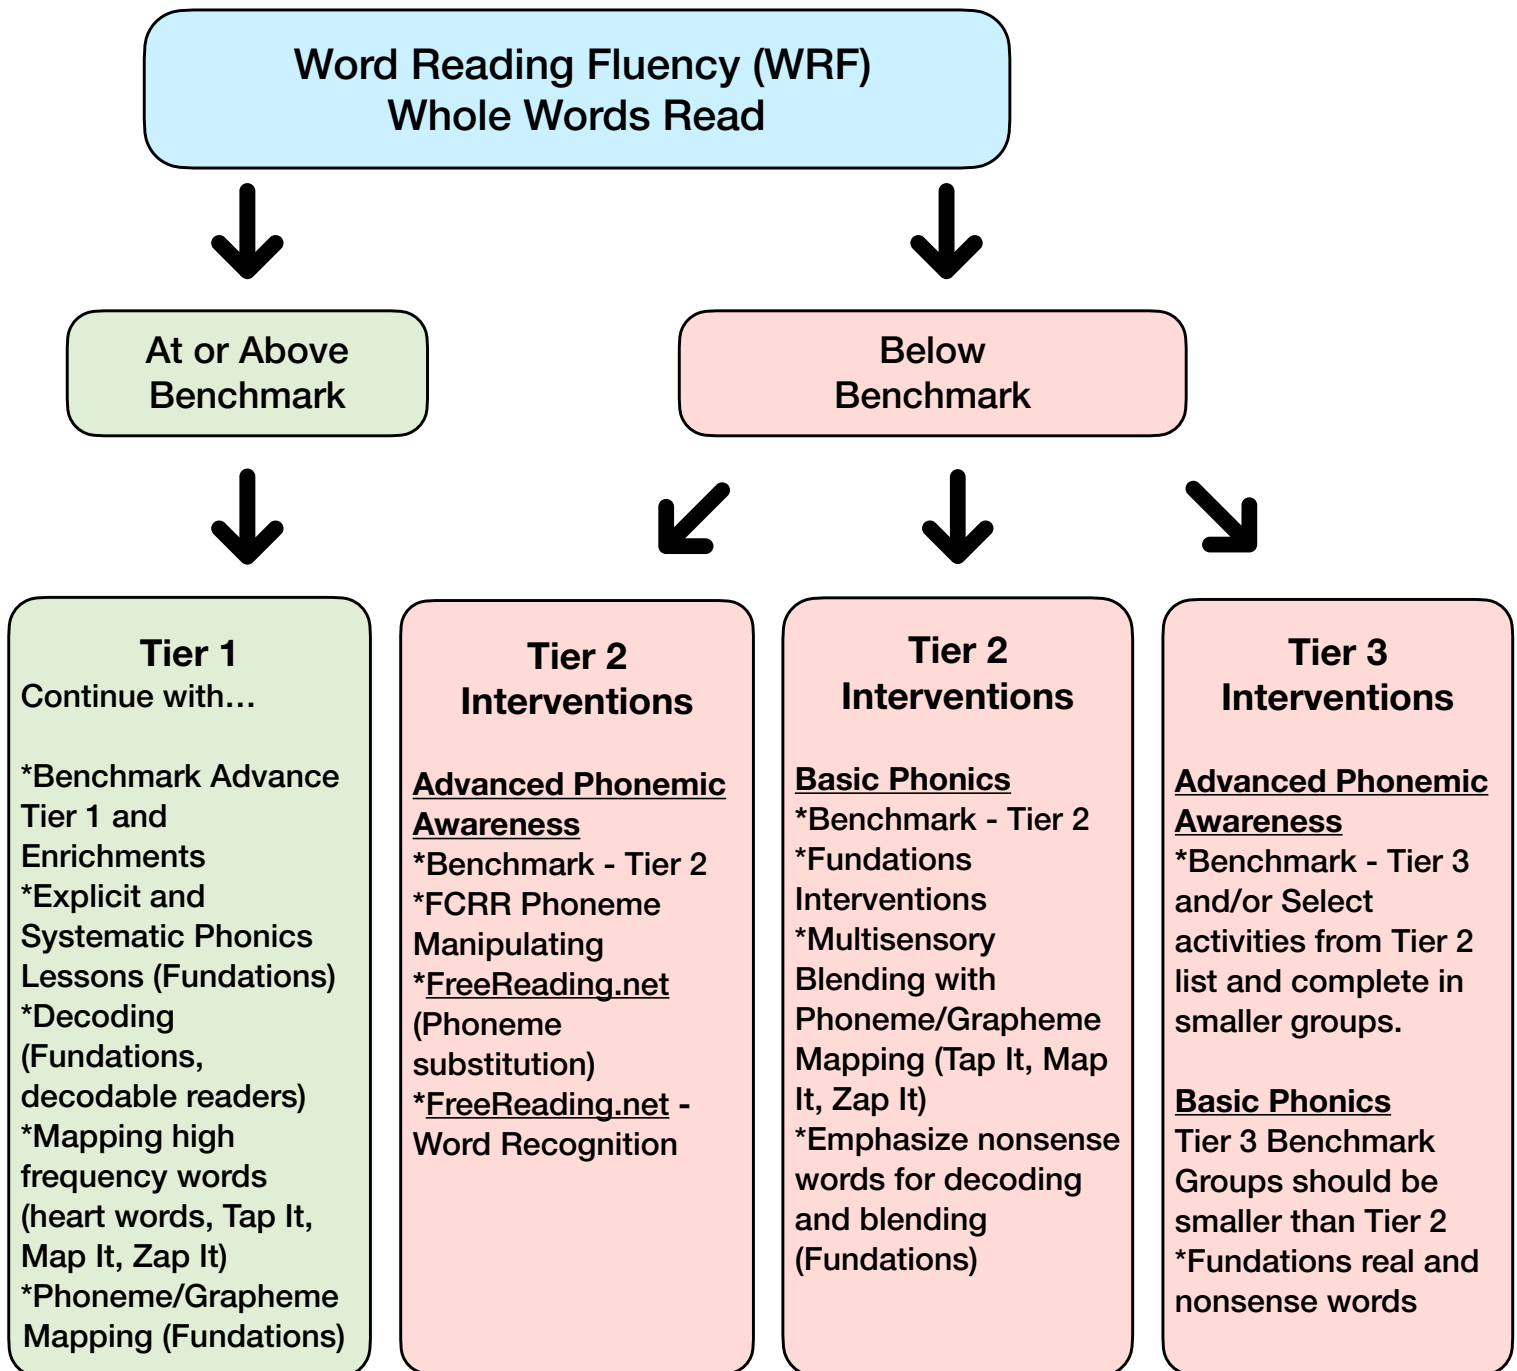 Word Reading Fluency (WRF)
Whole Words Read
At or Above
Benchmark
Below
Benchmark
Tier 1
Continue with…
*Benchmark Advance
Tier 1 and
Enrichments
*Explicit and
Systematic Phonics
Lessons (Fundations)
*Decoding
(Fundations,
decodable readers)
*Mapping high
frequency words
(heart words, Tap It,
Map It, Zap It)
*Phoneme/Grapheme
Mapping (Fundations)
Tier 2
Interventions
Advanced Phonemic
Awareness
*Benchmark - Tier 2
*FCRR Phoneme
Manipulating
*FreeReading.net
(Phoneme
substitution)
*FreeReading.net -
Word Recognition
Tier 2
Interventions
Basic Phonics
*Benchmark - Tier 2
*Fundations
Interventions
*Multisensory
Blending with
Phoneme/Grapheme
Mapping (Tap It, Map
It, Zap It)
*Emphasize nonsense
words for decoding
and blending
(Fundations)
Tier 3
Interventions
Advanced Phonemic
Awareness
*Benchmark - Tier 3
and/or Select
activities from Tier 2
list and complete in
smaller groups.
Basic Phonics
Tier 3 Benchmark
Groups should be
smaller than Tier 2
*Fundations real and
nonsense words